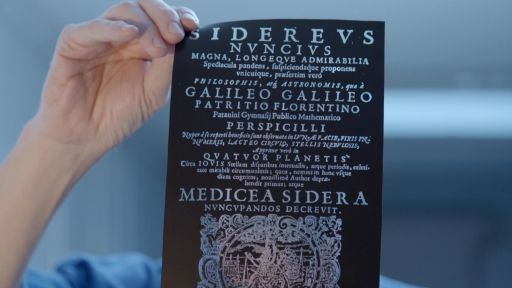 SIDEREVS
NVNCIVS
MAGNA, LONGEQVE ADMIRABILIA
Spectacula pandens, suspiciendaque proponens
vnicuique, præsertim verò
PHILOSOPHIS, atq́ ASTRONOMIS, quæ à
GALILEO GALILEO
PATRITIO FLORENTINO
Patauini Gymnasij Publico Mathematico
PERSPICILLI
Nuper à se reperti beneficio sunt obseruata in LVNÆ FACIE, FIXIS IN-
NVMERIS, LACTEO CIRCVLO, STELLIS NEBVLOSIS,
Apprime verò in
QVATVOR PLANETIS
Circa IOVIS Stellam disparibus interuallis, atque periodis, celeri-
tate mirabili circumuolutis; quos, nemini in hanc vsque
diem cognitos, nouissimè Author depræ-
hendit primus; atque
MEDICEA SIDERA
NVNCVPANDOS DECREVIT.